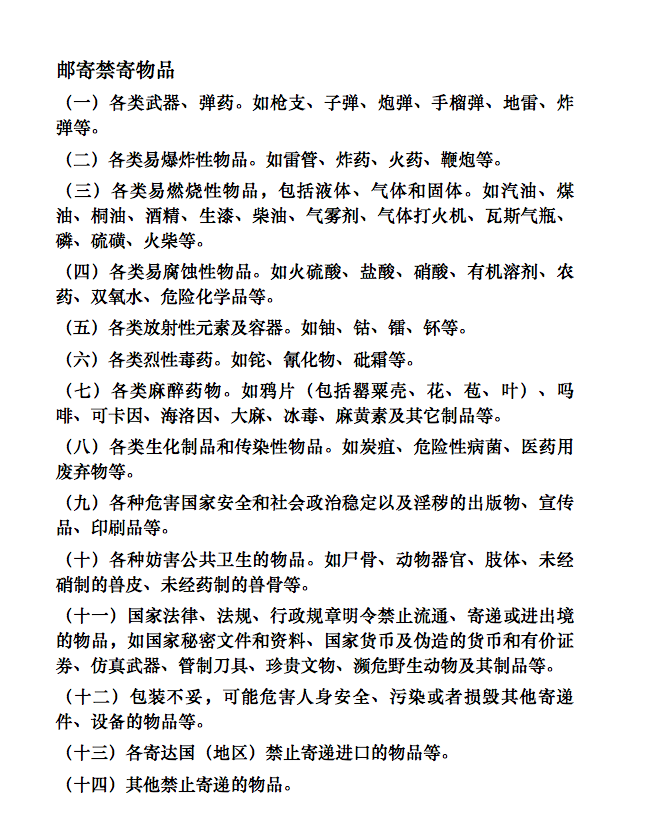 邮寄禁寄物品
（一）各类武器、弹药。如枪支、子弹、炮弹、手榴弹、地雷、炸
弹等。
（二）各类易爆炸性物品。如雷管、炸药、火药、鞭炮等。
（三）各类易燃烧性物品，包括液体、气体和固体。如汽油、煤
油、桐油、酒精、生漆、柴油、气雾剂、气体打火机、瓦斯气瓶、
磷、硫磺、火柴等。
（四）各类易腐蚀性物品。如火硫酸、盐酸、硝酸、有机溶剂、农
药、双氧水、危险化学品等。
（五）各类放射性元素及容器。如铀、钴、镭、钚等。
（六）各类烈性毒药。如铊、氰化物、砒霜等。
（七）各类麻醉药物。如鸦片（包括罂粟壳、花、苞、叶）、吗
啡、可卡因、海洛因、大麻、冰毒、麻黄素及其它制品等。
（八）各类生化制品和传染性物品。如炭疽、危险性病菌、医药用
废弃物等。
（九）各种危害国家安全和社会政治稳定以及淫秽的出版物、宣传
品、印刷品等。
（十）各种妨害公共卫生的物品。如尸骨、动物器官、肢体、未经
硝制的兽皮、未经药制的兽骨等。
（十一）国家法律、法规、行政规章明令禁止流通、寄递或进出境
的物品，如国家秘密文件和资料、国家货币及伪造的货币和有价证
券、仿真武器、管制刀具、珍贵文物、濒危野生动物及其制品等。
（十二）包装不妥，可能危害人身安全、污染或者损毁其他寄递
件、设备的物品等。
（十三）各寄达国（地区）禁止寄递进口的物品等。
（十四）其他禁止寄递的物品。